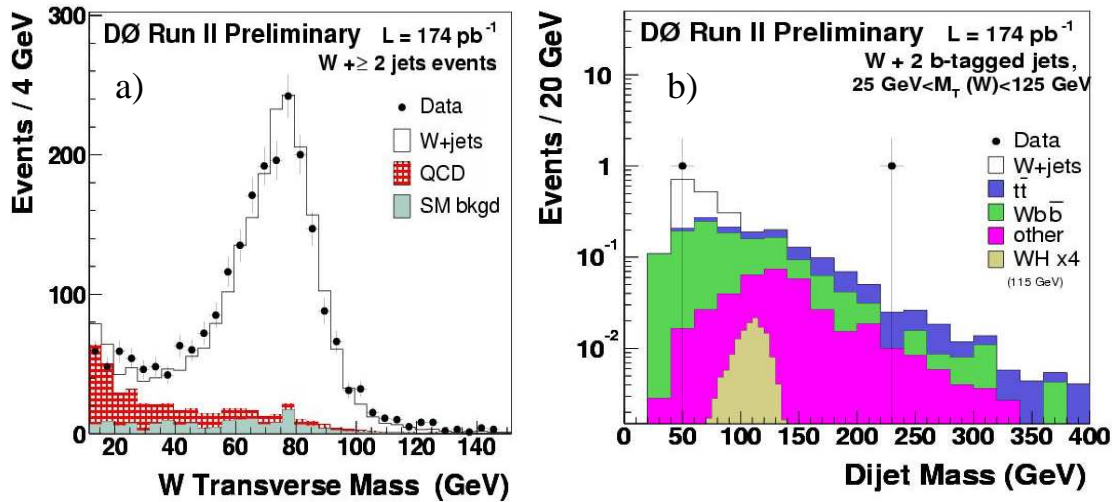 DØ Run II Preliminary L = 174 pb⁻¹
W +≥ 2 jets events
a)
Data
W+jets
QCD
SM bkgd
Events / 4 GeV
300
200
100
0
20 40 60 80 100 120 140
W Transverse Mass (GeV)
DØ Run II Preliminary L = 174 pb⁻¹
W + 2 b-tagged jets,
25 GeV<M_T (W)<125 GeV
b)
Data
W+jets
tt̄
Wbb̄
other
WH x4
(115 GeV)
Events / 20 GeV
10
1
10⁻¹
10⁻²
0 50 100 150 200 250 300 350 400
Dijet Mass (GeV)